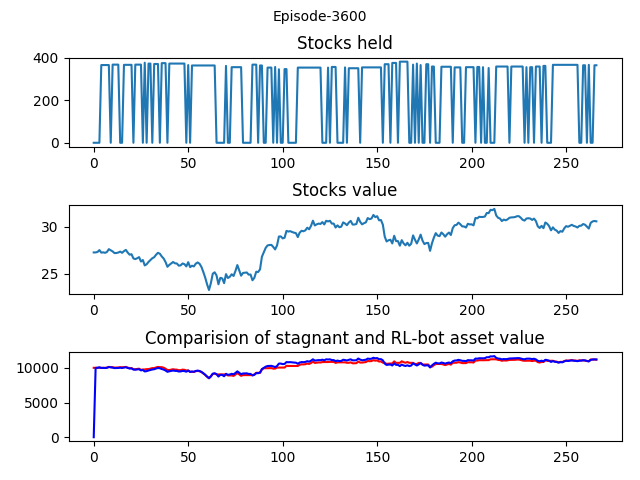 Episode-3600
Stocks held
400
200
0
0 50 100 150 200 250
Stocks value
30
25
0 50 100 150 200 250
Comparision of stagnant and RL-bot asset value
10000
5000
0
0 50 100 150 200 250